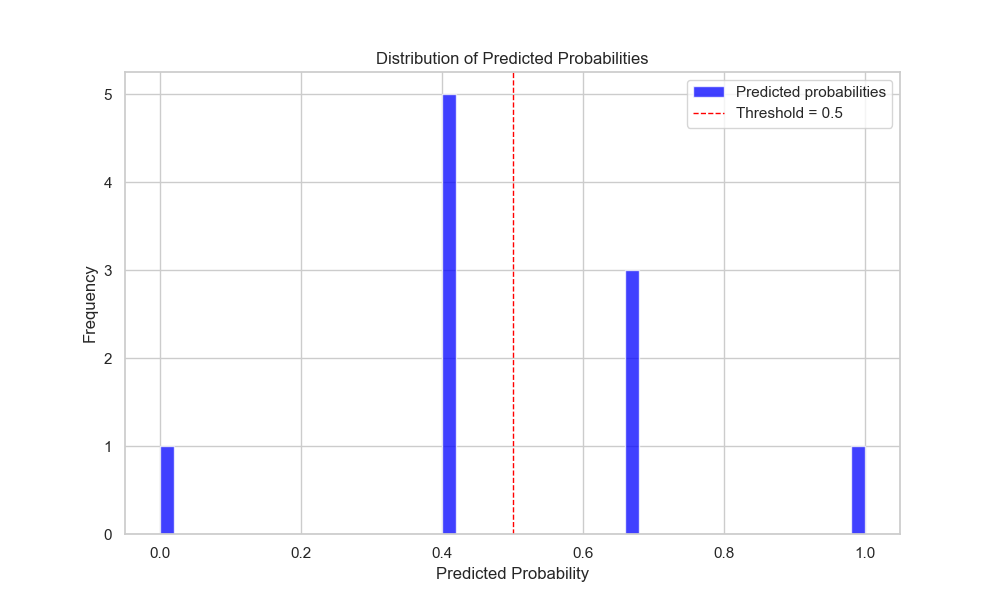 Distribution of Predicted Probabilities
Predicted probabilities
Threshold = 0.5
Frequency
5
4
3
2
1
0
0.0 0.2 0.4 0.6 0.8 1.0
Predicted Probability